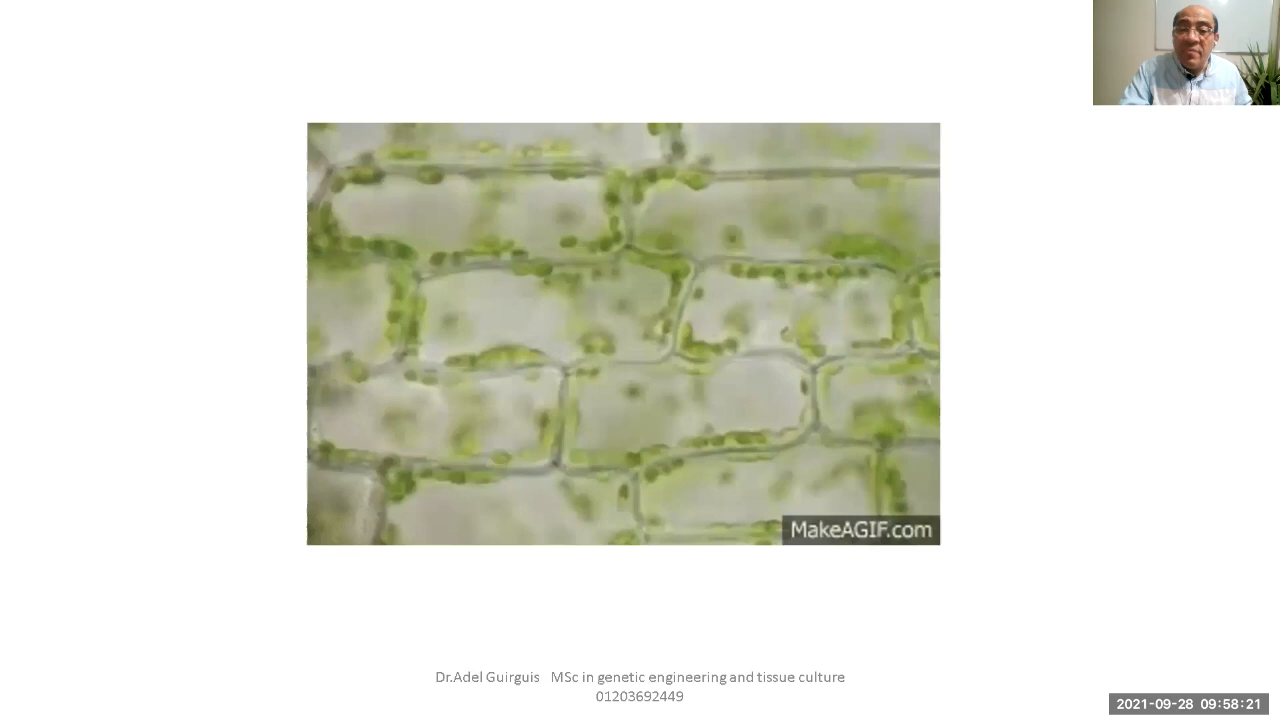 MakeAGIF.com
Dr.Adel Guirguis   MSc in genetic engineering and tissue culture
01203692449
2021-09-28 09:58:21